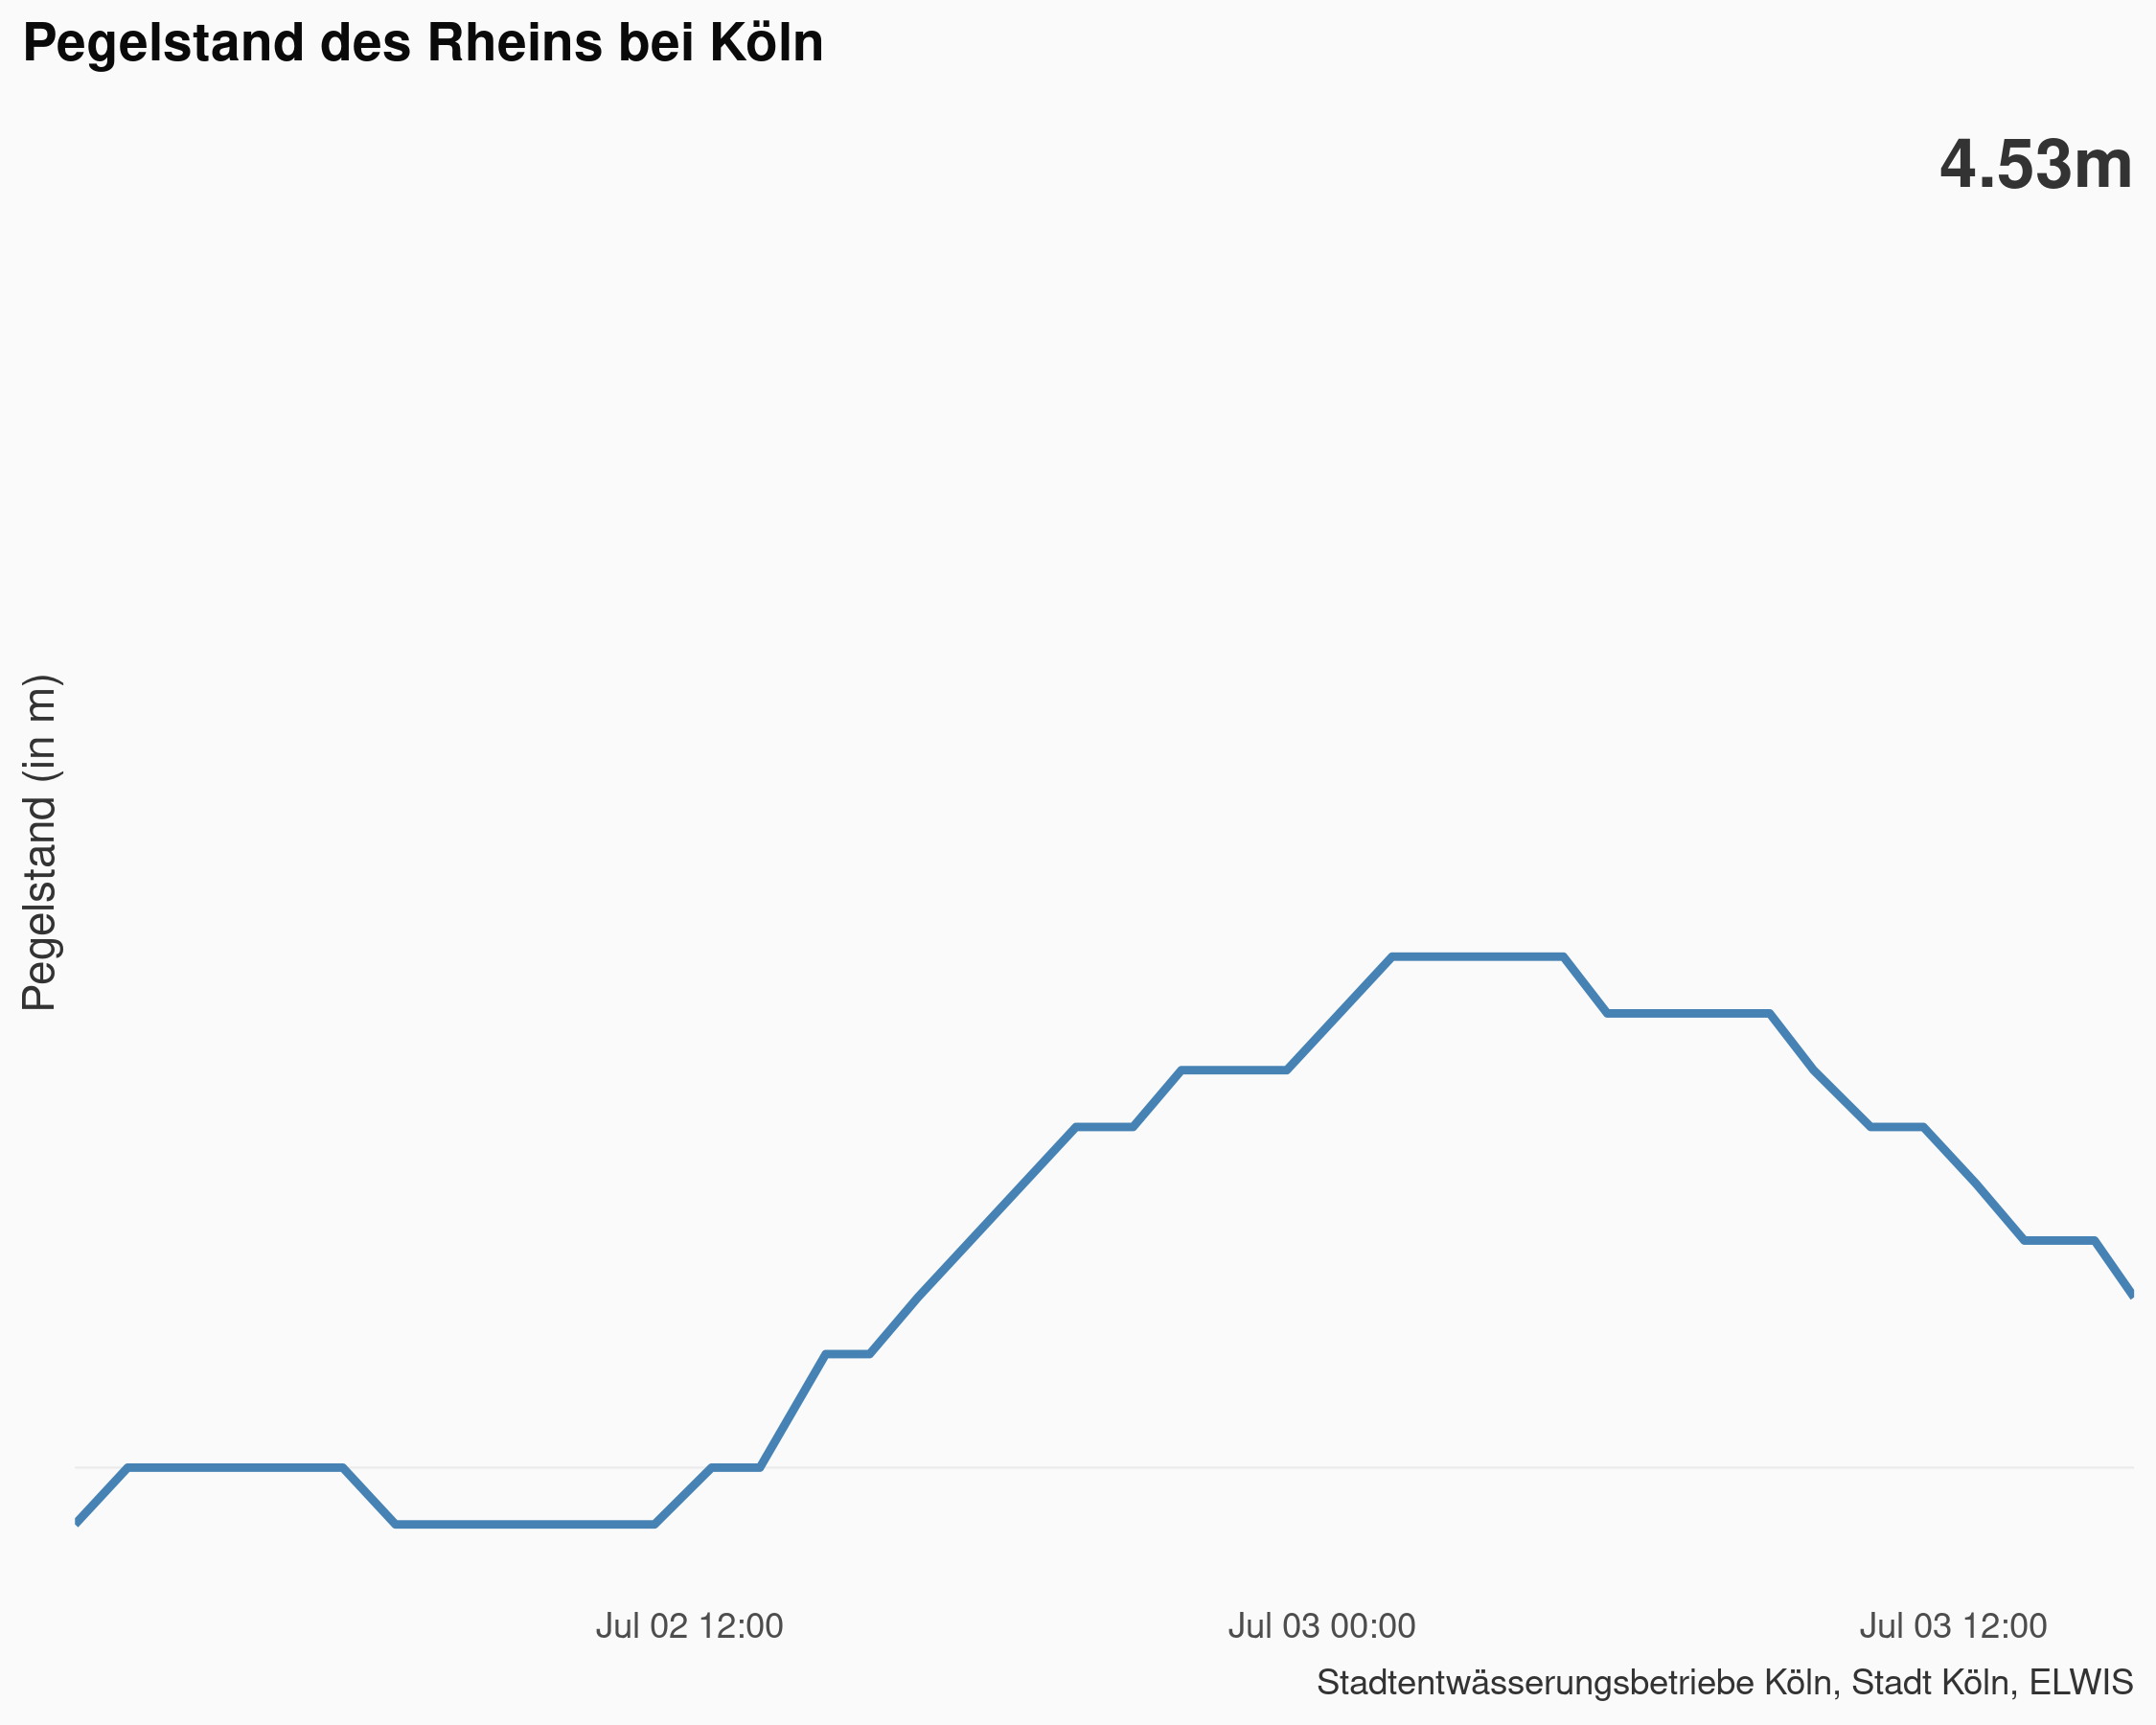 Pegelstand des Rheins bei Köln
4.53m
Pegelstand (in m)
Jul 02 12:00
Jul 03 00:00
Jul 03 12:00
Stadtentwässerungsbetriebe Köln, Stadt Köln, ELWIS